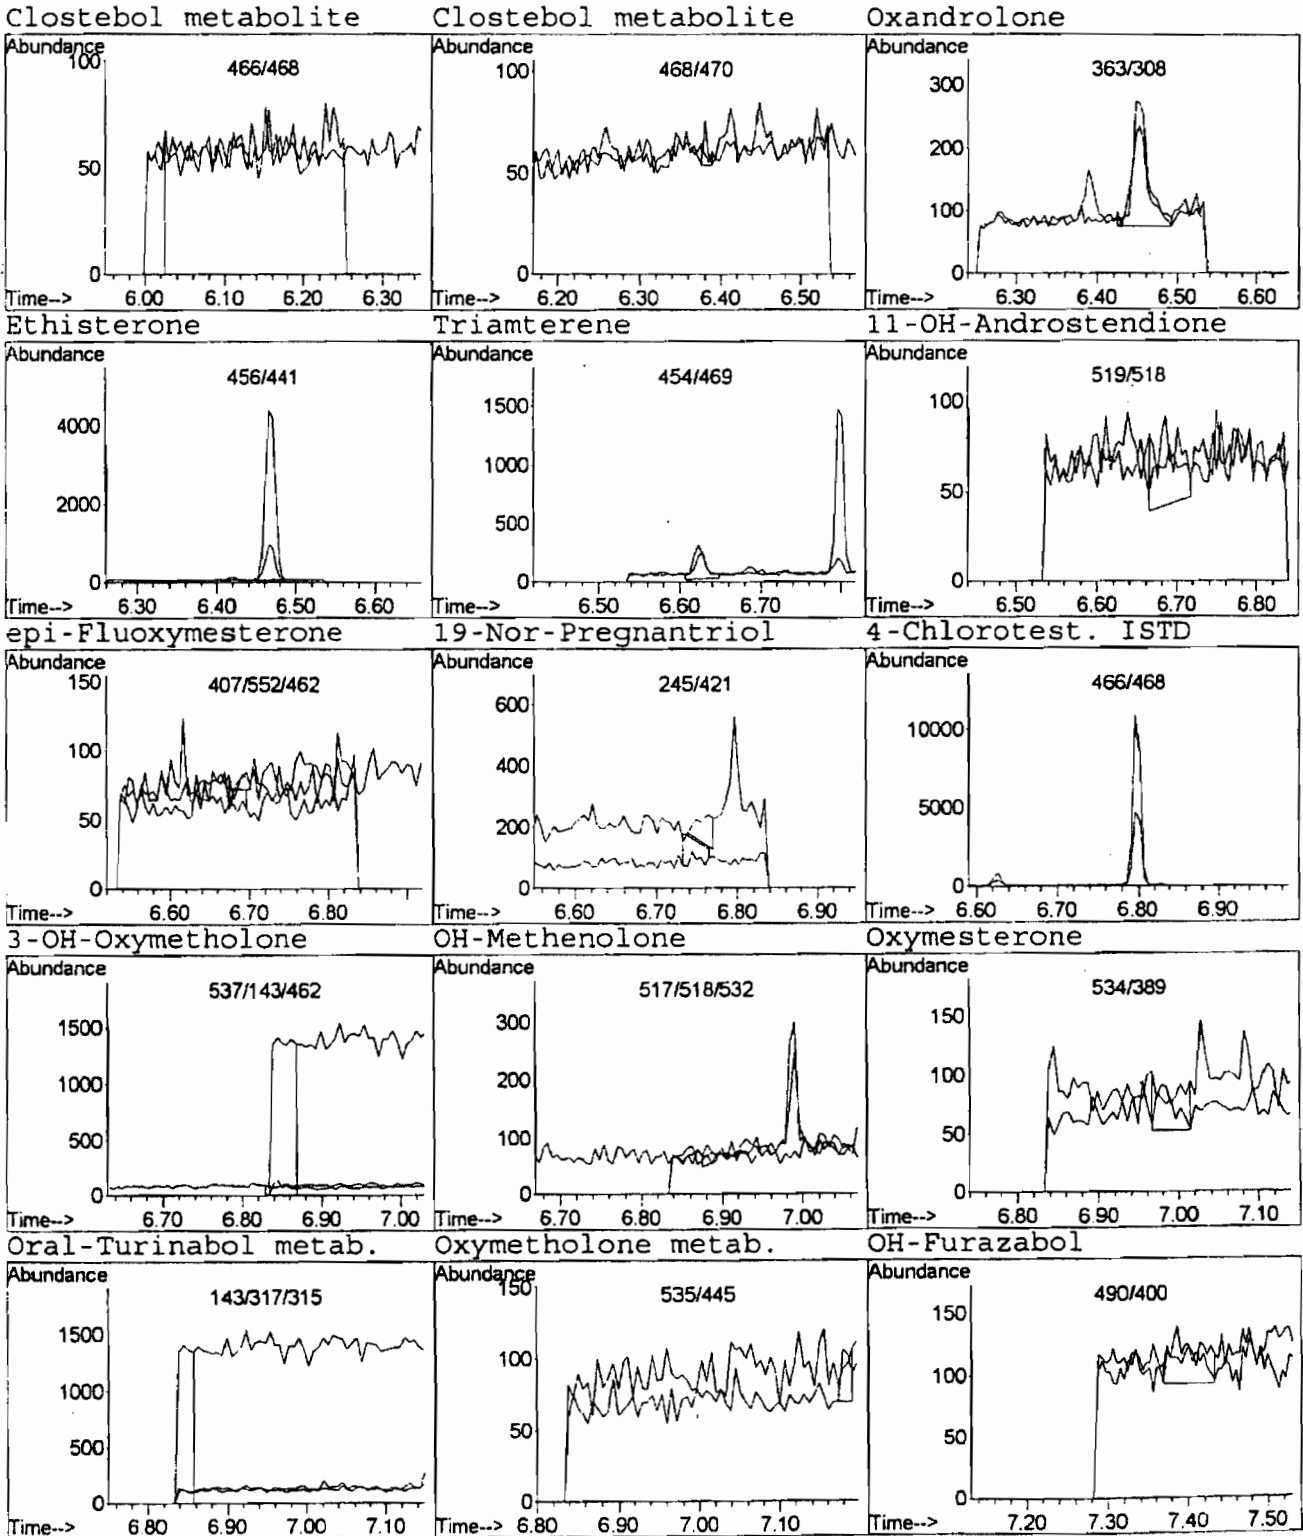 Clostebol metabolite
Abundance
466/468
100
50
0
Time-->
6.00 6.10 6.20 6.30
Clostebol metabolite
Abundance
468/470
100
50
0
Time-->
6.20 6.30 6.40 6.50
Oxandrolone
Abundance
363/308
300
200
100
0
Time-->
6.30 6.40 6.50 6.60
Ethisterone
Abundance
456/441
4000
2000
0
Time-->
6.30 6.40 6.50 6.60
Triamterene
Abundance
454/469
1500
1000
500
0
Time-->
6.50 6.60 6.70
11-OH-Androstendione
Abundance
519/518
100
50
0
Time-->
6.50 6.60 6.70 6.80
epi-Fluoxymesterone
Abundance
407/552/462
150
100
50
0
Time-->
6.60 6.70 6.80
19-Nor-Pregnantriol
Abundance
245/421
600
400
200
0
Time-->
6.60 6.70 6.80 6.90
4-Chlorotest. ISTD
Abundance
466/468
10000
5000
0
Time-->
6.60 6.70 6.80 6.90
3-OH-Oxymetholone
Abundance
537/143/462
1500
1000
500
0
Time-->
6.70 6.80 6.90 7.00
OH-Methenolone
Abundance
517/518/532
300
200
100
0
Time-->
6.70 6.80 6.90 7.00
Oxymesterone
Abundance
534/389
150
100
50
0
Time-->
6.80 6.90 7.00 7.10
Oral-Turinabol metab.
Abundance
143/317/315
1500
1000
500
0
Time-->
6.80 6.90 7.00 7.10
Oxymetholone metab.
Abundance
535/445
150
100
50
0
Time-->
6.80 6.90 7.00 7.10
OH-Furazabol
Abundance
490/400
150
100
50
0
Time-->
7.20 7.30 7.40 7.50